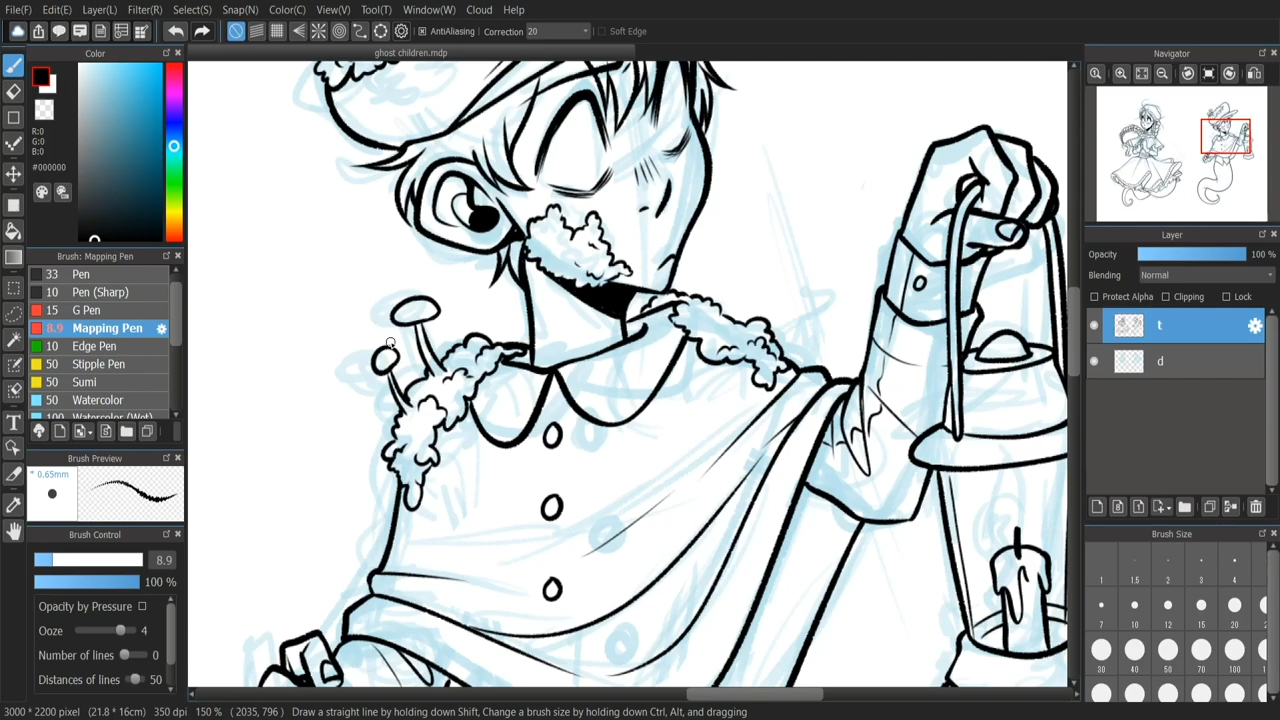 File(F) Edit(E) Layer(L) Filter(R) Select(S) Snap(N) Color(C) View(V) Tool(T) Window(W) Cloud Help
AntiAliasing Correction 20 Soft Edge
Color
R:0
G:0
B:0
#000000
Brush: Mapping Pen
33 Pen
10 Pen (Sharp)
15 G Pen
8.9 Mapping Pen
10 Edge Pen
50 Stipple Pen
50 Sumi
50 Watercolor
100 Watercolor (Wet)
Brush Preview
* 0.65mm
Brush Control
8.9
100 %
Opacity by Pressure
Ooze 4
Number of lines 0
Distances of lines 50
ghost children.mdp
Navigator
Layer
Opacity 100 %
Blending Normal
Protect Alpha Clipping Lock
t
d
Brush Size
1 1.5 2 3 4
7 10 12 15 20
30 40 50 70 100
3000 * 2200 pixel (21.8 * 16cm) 350 dpi 150 % ( 2035, 796 ) Draw a straight line by holding down Shift, Change a brush size by holding down Ctrl, Alt, and dragging